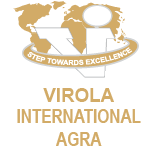 STEP TOWARDS EXCELLENCE
VIROLA
INTERNATIONAL
AGRA